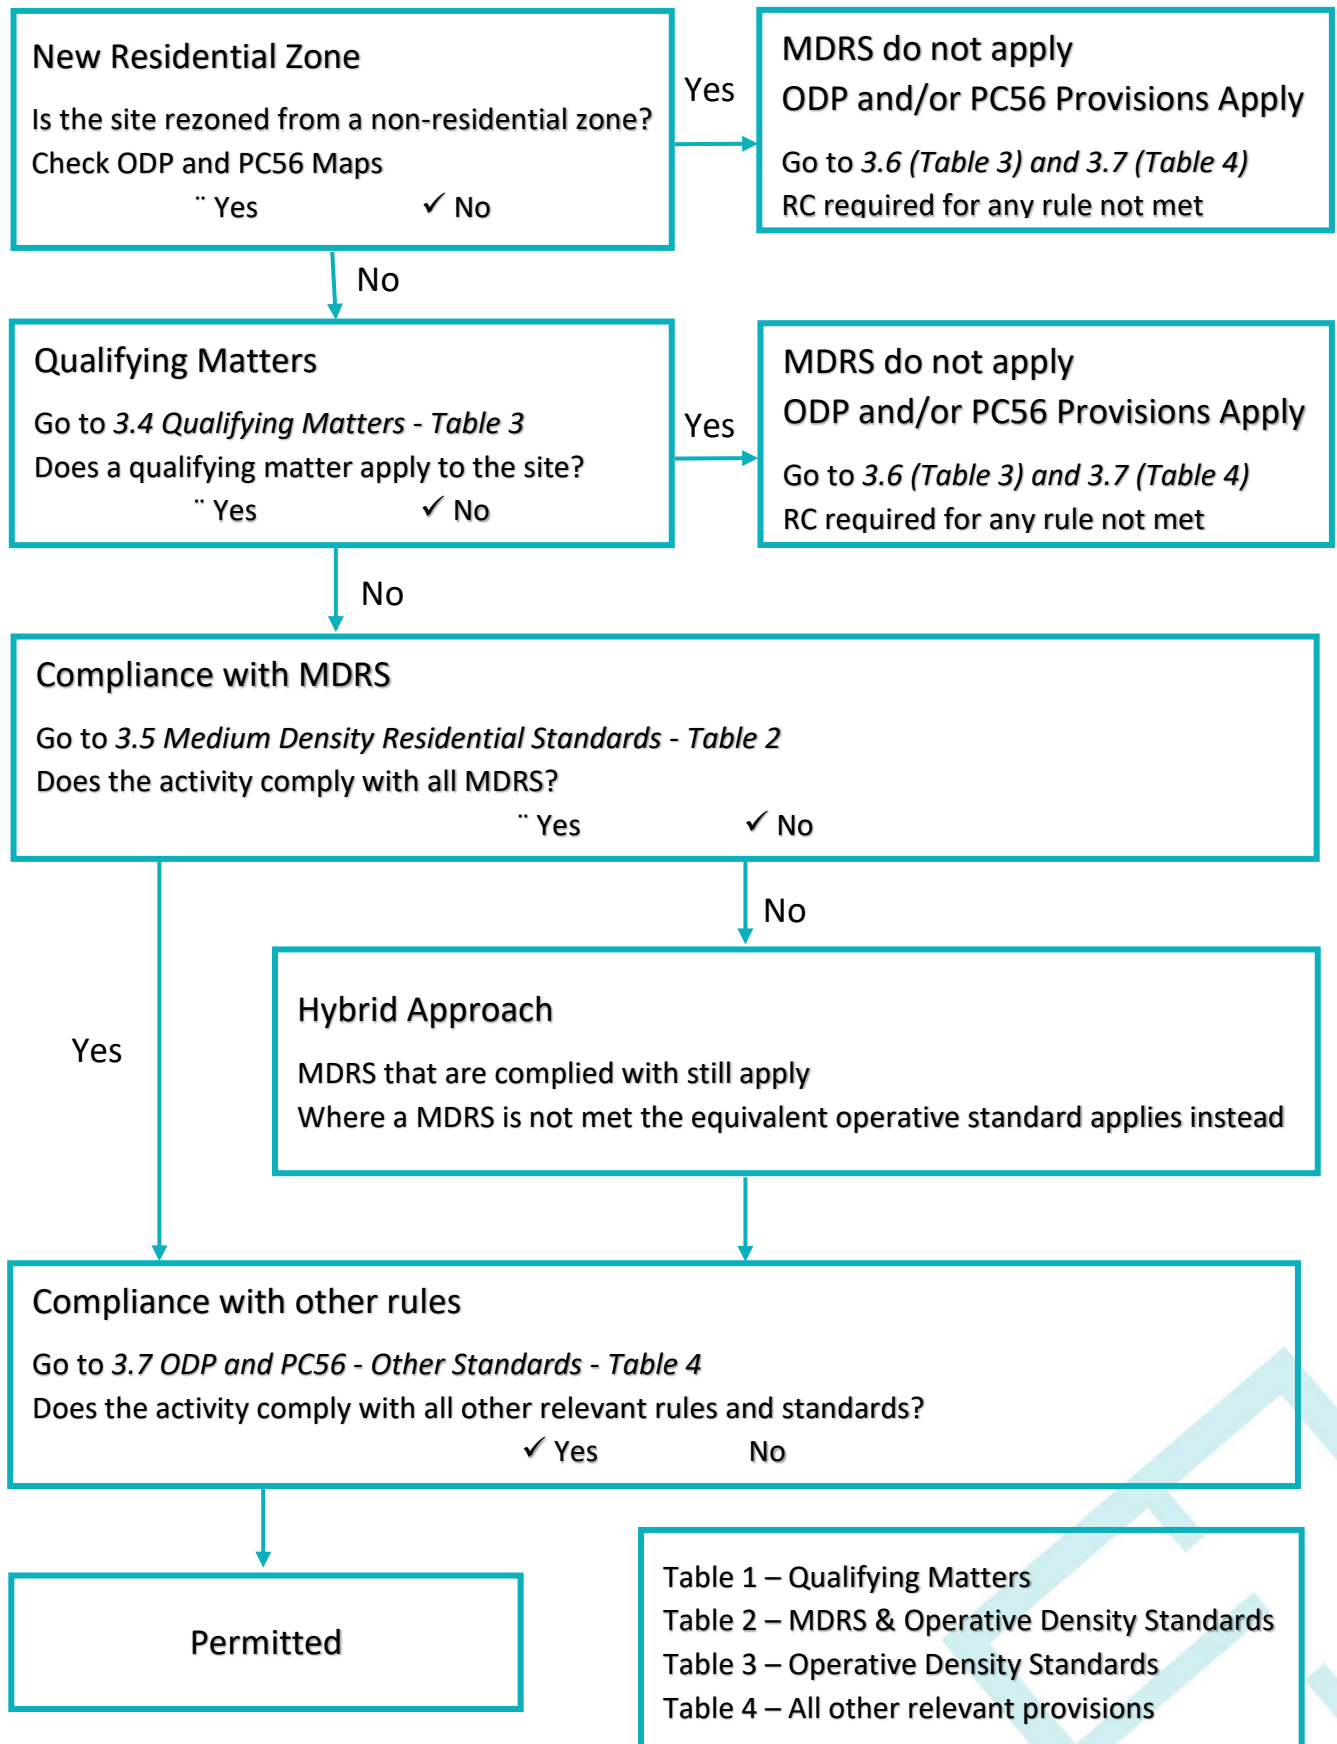 New Residential Zone
Is the site rezoned from a non-residential zone?
Check ODP and PC56 Maps
¨ Yes ✓ No
Yes
MDRS do not apply
ODP and/or PC56 Provisions Apply
Go to 3.6 (Table 3) and 3.7 (Table 4)
RC required for any rule not met
No
Qualifying Matters
Go to 3.4 Qualifying Matters - Table 3
Does a qualifying matter apply to the site?
¨ Yes ✓ No
Yes
MDRS do not apply
ODP and/or PC56 Provisions Apply
Go to 3.6 (Table 3) and 3.7 (Table 4)
RC required for any rule not met
No
Compliance with MDRS
Go to 3.5 Medium Density Residential Standards - Table 2
Does the activity comply with all MDRS?
¨ Yes ✓ No
No
Hybrid Approach
MDRS that are complied with still apply
Where a MDRS is not met the equivalent operative standard applies instead
Yes
Compliance with other rules
Go to 3.7 ODP and PC56 - Other Standards - Table 4
Does the activity comply with all other relevant rules and standards?
✓ Yes No
Permitted
Table 1 – Qualifying Matters
Table 2 – MDRS & Operative Density Standards
Table 3 – Operative Density Standards
Table 4 – All other relevant provisions